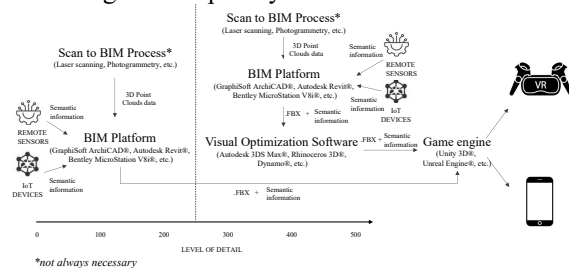 Scan to BIM Process*
(Laser scanning, Photogrammetry, etc.)
3D Point
Clouds data
Semantic
information
REMOTE
SENSORS
BIM Platform
(GraphiSoft ArchiCAD®, Autodesk Revit®,
Bentley MicroStation V8i®, etc.)
IoT
DEVICES
Semantic
information
.FBX + Semantic
information
Scan to BIM Process*
(Laser scanning, Photogrammetry, etc.)
3D Point
Clouds data
Semantic
information
REMOTE
SENSORS
BIM Platform
(GraphiSoft ArchiCAD®, Autodesk Revit®,
Bentley MicroStation V8i®, etc.)
Semantic
information
IoT
DEVICES
.FBX + Semantic
information
Visual Optimization Software
(Autodesk 3DS Max®, Rhinoceros 3D®,
Dynamo®, etc.)
.FBX + Semantic
information
Game engine
(Unity 3D®,
Unreal Engine®, etc.)
VR
0 100 200 300 400 500
LEVEL OF DETAIL
*not always necessary